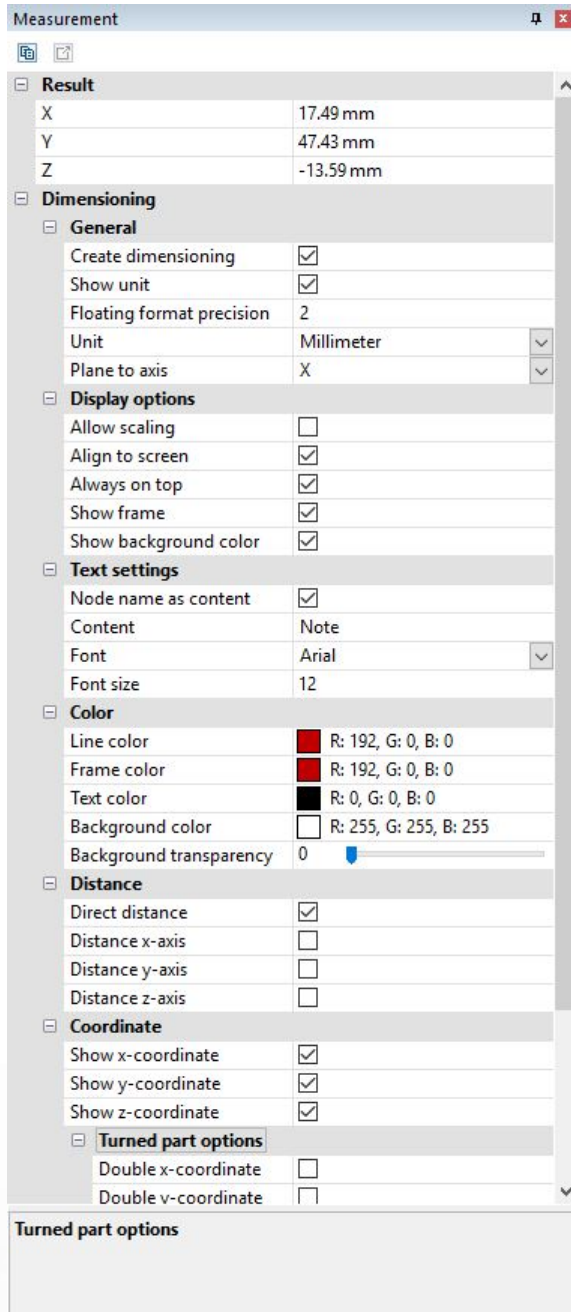 Measurement
Result
X 17.49 mm
Y 47.43 mm
Z -13.59 mm
Dimensioning
General
Create dimensioning
Show unit
Floating format precision 2
Unit Millimeter
Plane to axis X
Display options
Allow scaling
Align to screen
Always on top
Show frame
Show background color
Text settings
Node name as content
Content Note
Font Arial
Font size 12
Color
Line color R: 192, G: 0, B: 0
Frame color R: 192, G: 0, B: 0
Text color R: 0, G: 0, B: 0
Background color R: 255, G: 255, B: 255
Background transparency 0
Distance
Direct distance
Distance x-axis
Distance y-axis
Distance z-axis
Coordinate
Show x-coordinate
Show y-coordinate
Show z-coordinate
Turned part options
Double x-coordinate
Double y-coordinate
Turned part options